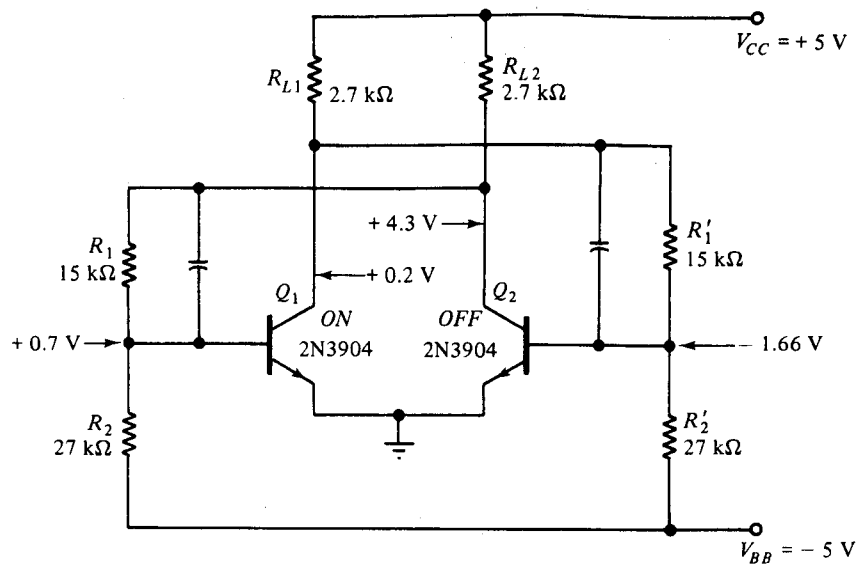 V_CC = + 5 V
R_L1
2.7 kΩ
R_L2
2.7 kΩ
+ 4.3 V
R_1
15 kΩ
R'_1
15 kΩ
+ 0.2 V
Q_1
Q_2
ON
OFF
2N3904
2N3904
+ 0.7 V
− 1.66 V
R_2
27 kΩ
R'_2
27 kΩ
V_BB = − 5 V